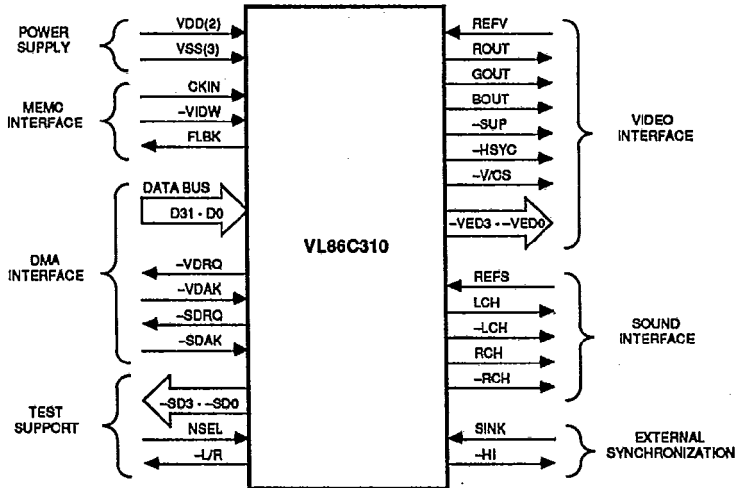 POWER
SUPPLY
VDD(2)
VSS(3)
MEMC
INTERFACE
CKIN
–VIDW
FLBK
DMA
INTERFACE
DATA BUS
D31 - D0
–VDRQ
–VDAK
–SDRQ
–SDAK
TEST
SUPPORT
–SD3 - –SD0
NSEL
–L/R
VL86C310
REFV
ROUT
GOUT
BOUT
–SUP
–HSYC
–V/CS
–VED3 - –VED0
VIDEO
INTERFACE
REFS
LCH
–LCH
RCH
–RCH
SOUND
INTERFACE
SINK
–HI
EXTERNAL
SYNCHRONIZATION